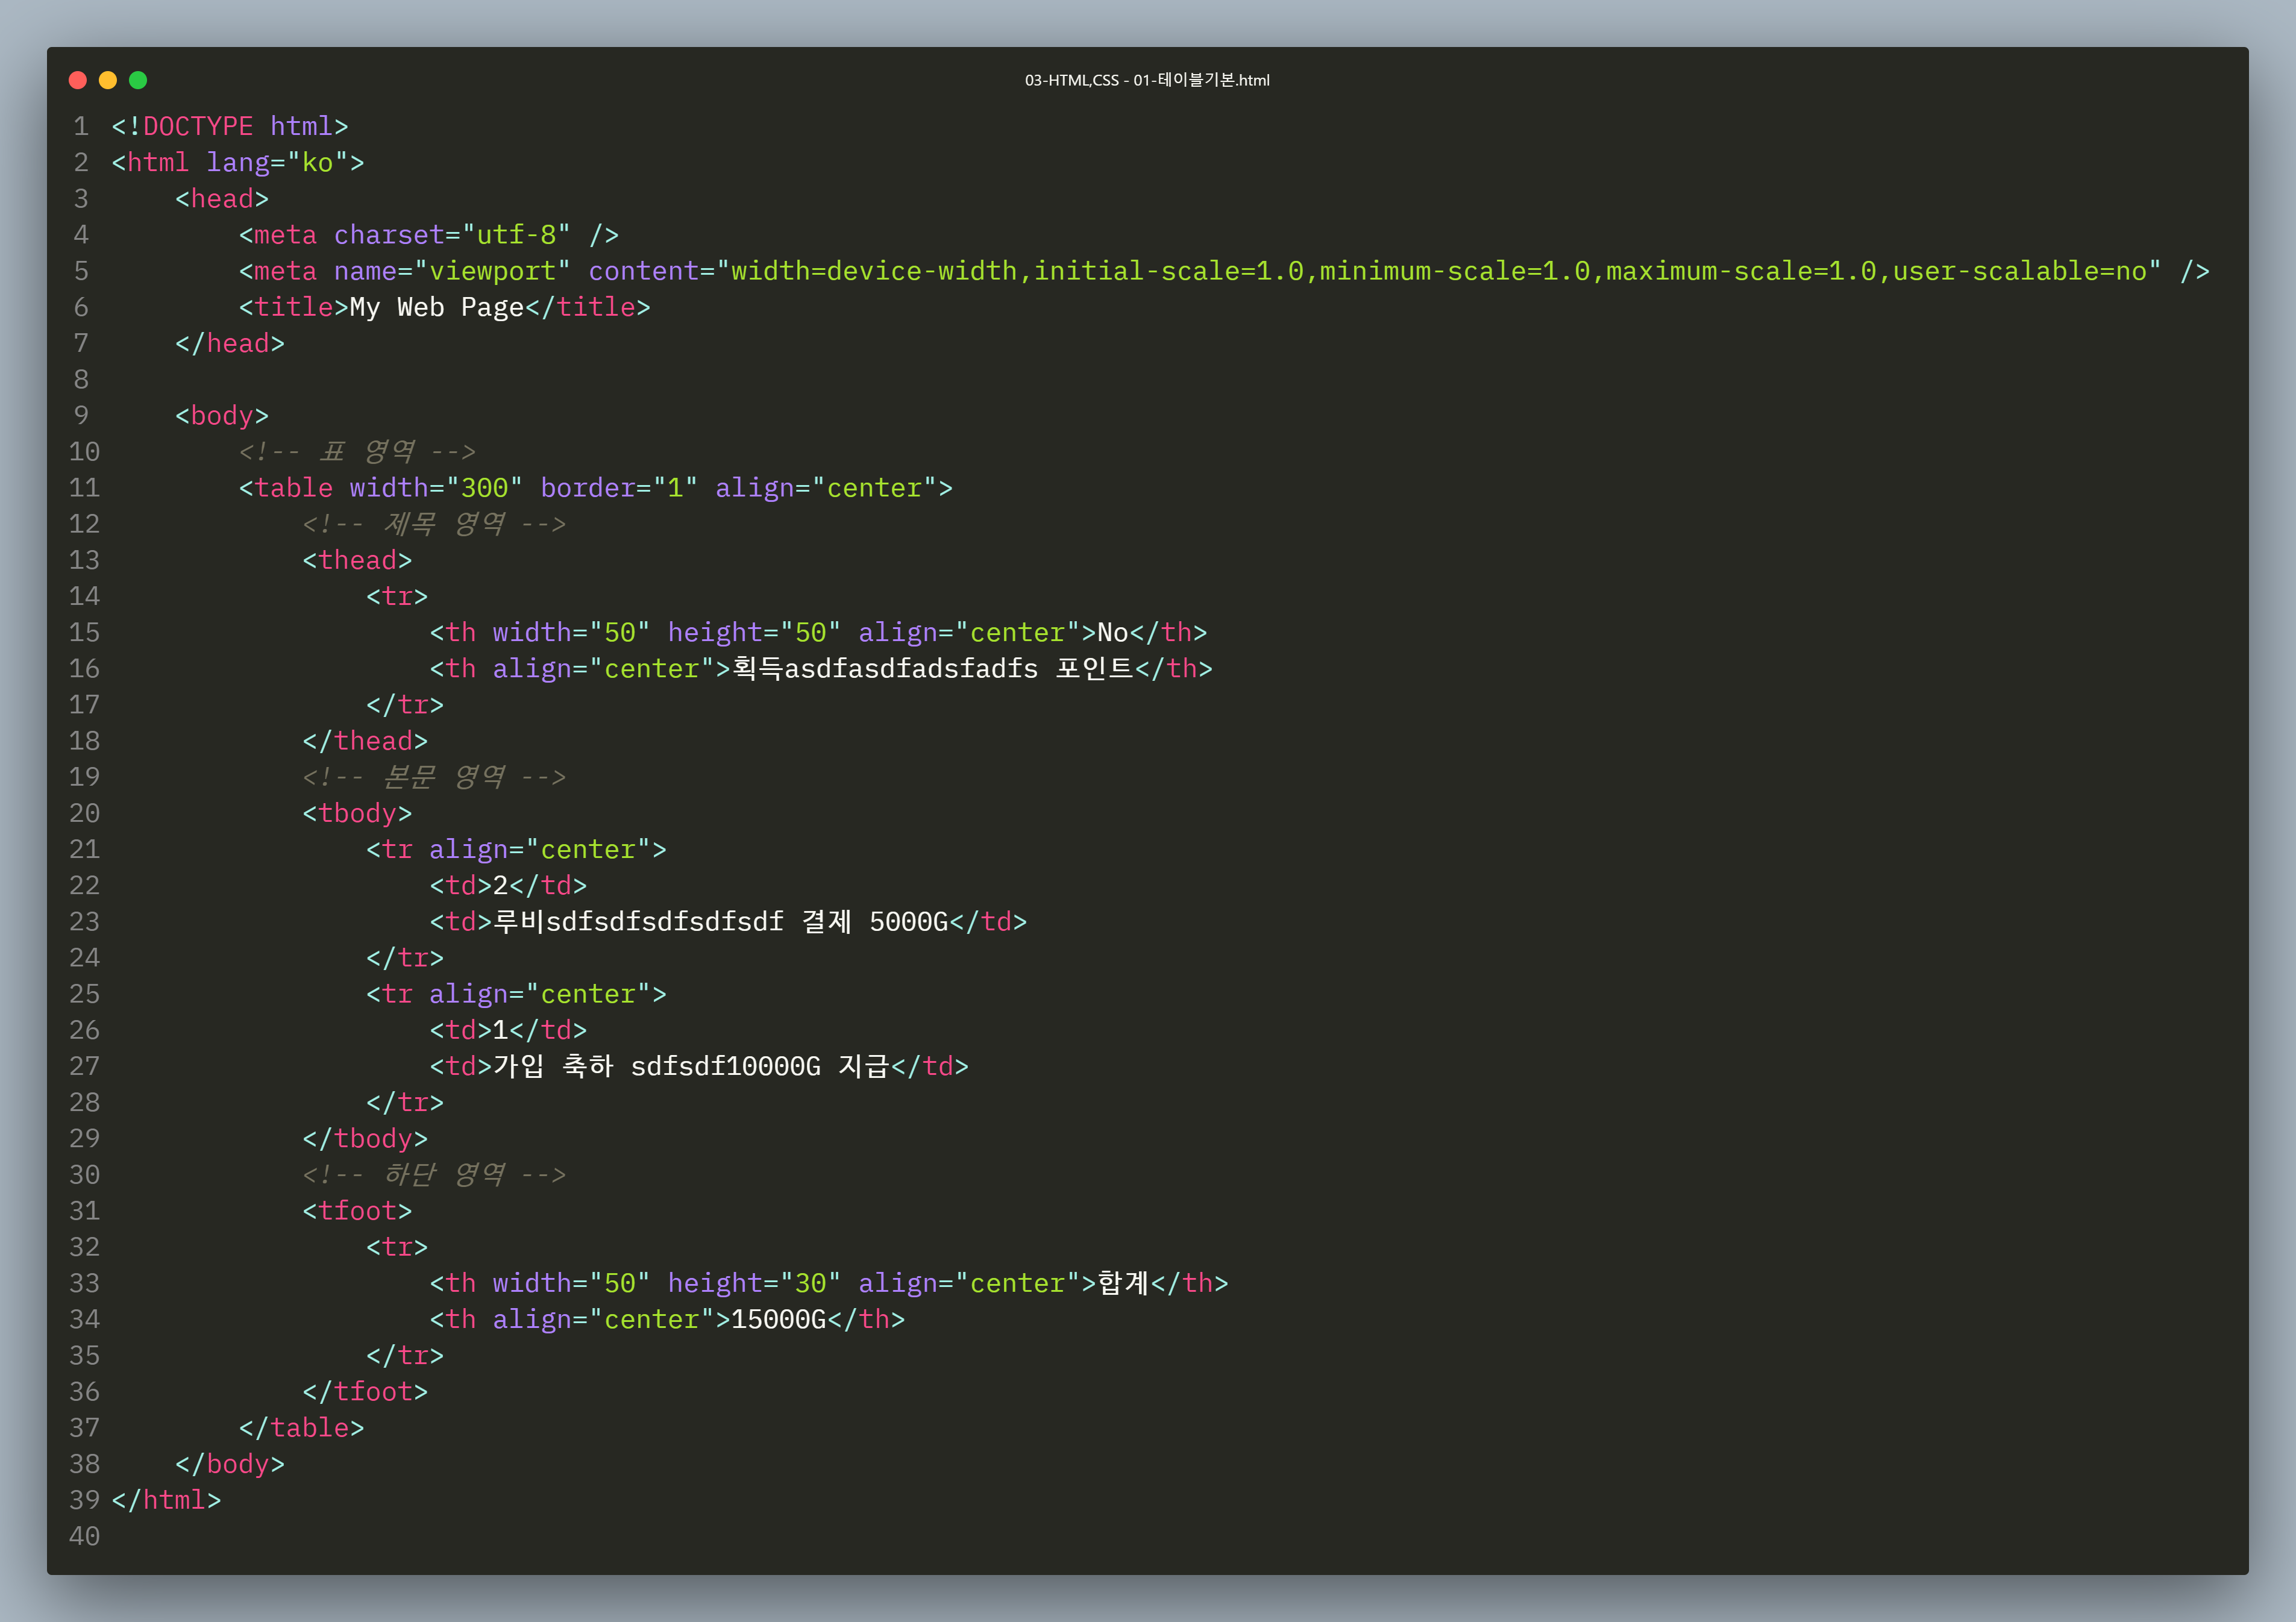 03-HTML,CSS - 01-테이블기본.html
1 <!DOCTYPE html>
2 <html lang="ko">
3     <head>
4         <meta charset="utf-8" />
5         <meta name="viewport" content="width=device-width,initial-scale=1.0,minimum-scale=1.0,maximum-scale=1.0,user-scalable=no" />
6         <title>My Web Page</title>
7     </head>
8
9     <body>
10         <!-- 표 영역 -->
11         <table width="300" border="1" align="center">
12             <!-- 제목 영역 -->
13             <thead>
14                 <tr>
15                     <th width="50" height="50" align="center">No</th>
16                     <th align="center">획득asdfasdfadsfadfs 포인트</th>
17                 </tr>
18             </thead>
19             <!-- 본문 영역 -->
20             <tbody>
21                 <tr align="center">
22                     <td>2</td>
23                     <td>루비sdfsdfsdfsdfsdf 결제 5000G</td>
24                 </tr>
25                 <tr align="center">
26                     <td>1</td>
27                     <td>가입 축하 sdfsdf10000G 지급</td>
28                 </tr>
29             </tbody>
30             <!-- 하단 영역 -->
31             <tfoot>
32                 <tr>
33                     <th width="50" height="30" align="center">합계</th>
34                     <th align="center">15000G</th>
35                 </tr>
36             </tfoot>
37         </table>
38     </body>
39 </html>
40